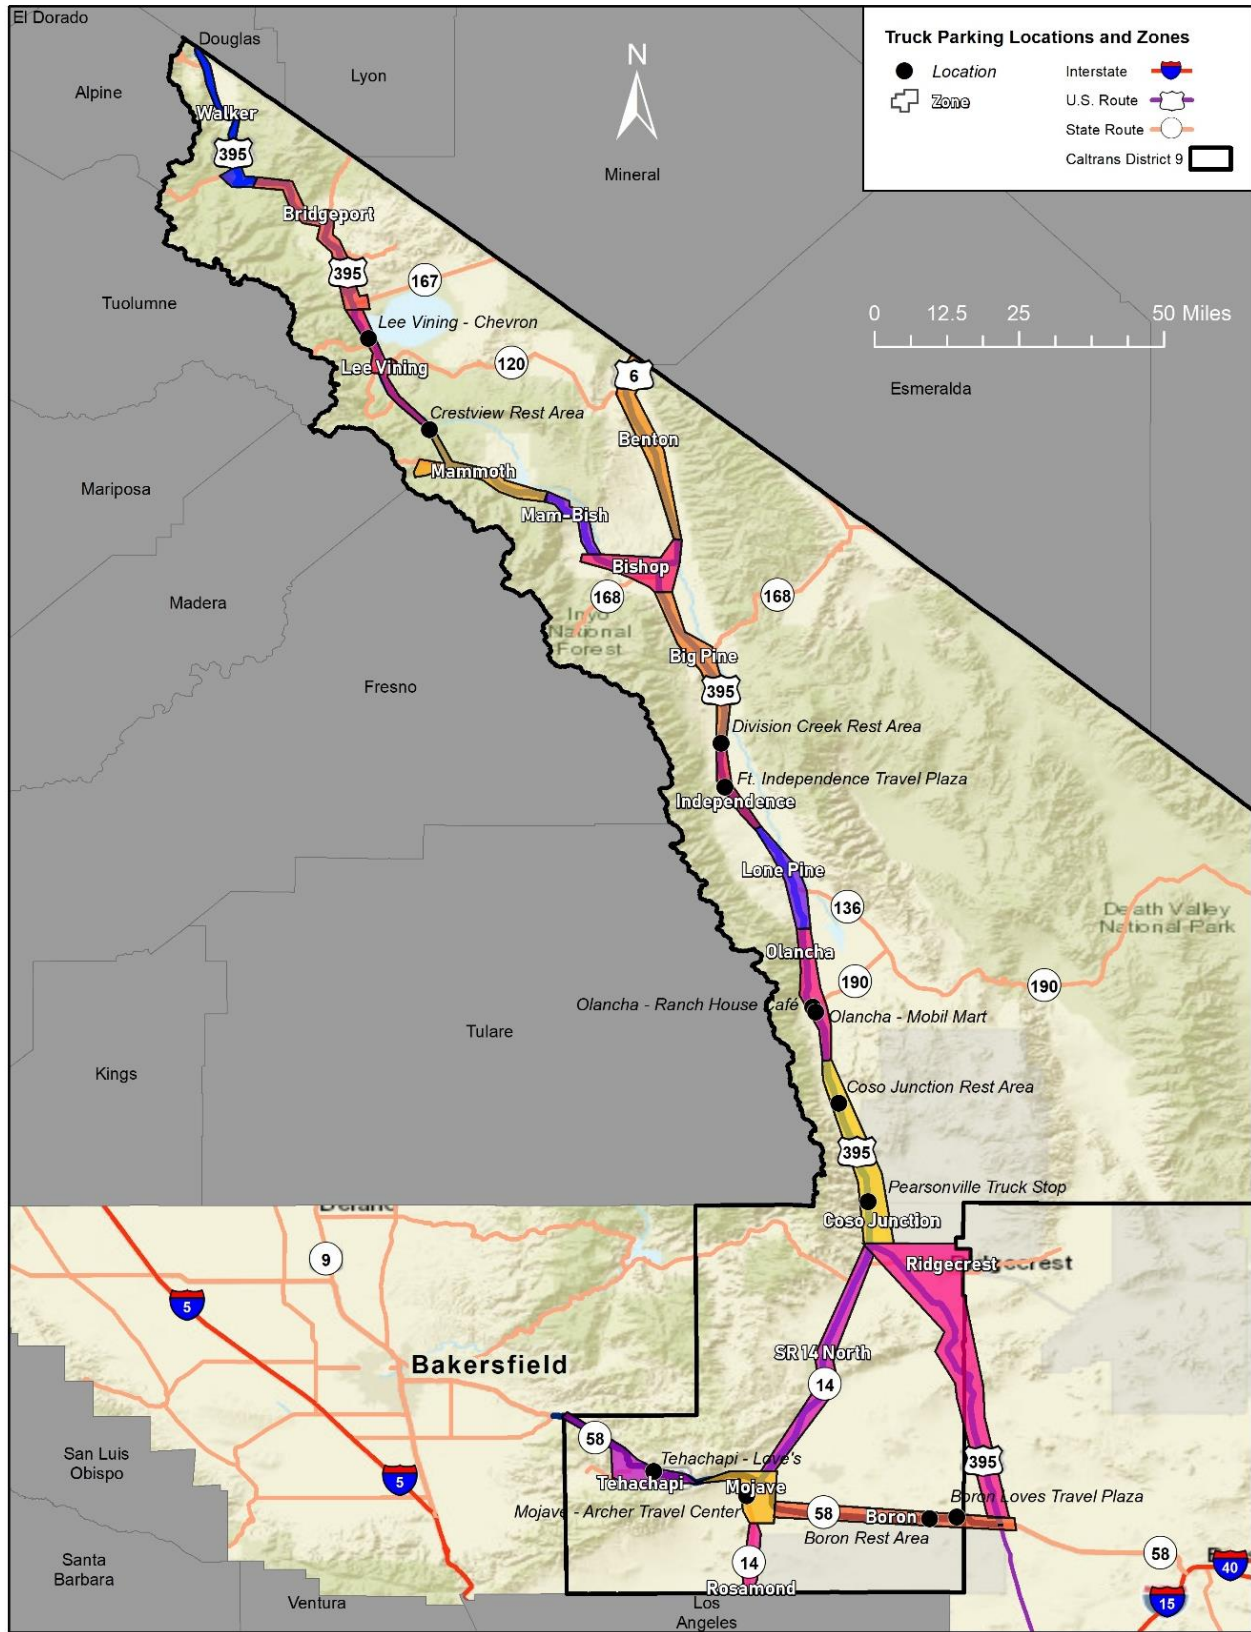 El Dorado
Douglas
Lyon
Alpine
Walker
395
N
Mineral
Truck Parking Locations and Zones
Location
Zone
Interstate
U.S. Route
State Route
Caltrans District 9
Bridgeport
395
167
Tuolumne
Lee Vining - Chevron
0 12.5 25 50 Miles
Lee Vining
120
6
Esmeralda
Crestview Rest Area
Benton
Mammoth
Mariposa
Mam-Bish
Bishop
168
168
Madera
Inyo
National
Forest
Big Pine
Fresno
395
Division Creek Rest Area
Ft. Independence Travel Plaza
Independence
Lone Pine
136
Death Valley
National Park
Olancha
190
190
Olancha - Ranch House Café
Olancha - Mobil Mart
Tulare
Kings
Coso Junction Rest Area
395
Pearsonville Truck Stop
Coso Junction
9
Ridgecrest
5
Bakersfield
SR 14 North
14
58
San Luis
Obispo
5
Tehachapi - Love's
Tehachapi
Mojave
395
Boron Loves Travel Plaza
Mojave - Archer Travel Center
58
Boron
Boron Rest Area
58
Santa
Barbara
14
Rosamond
40
15
Ventura
Los
Angeles